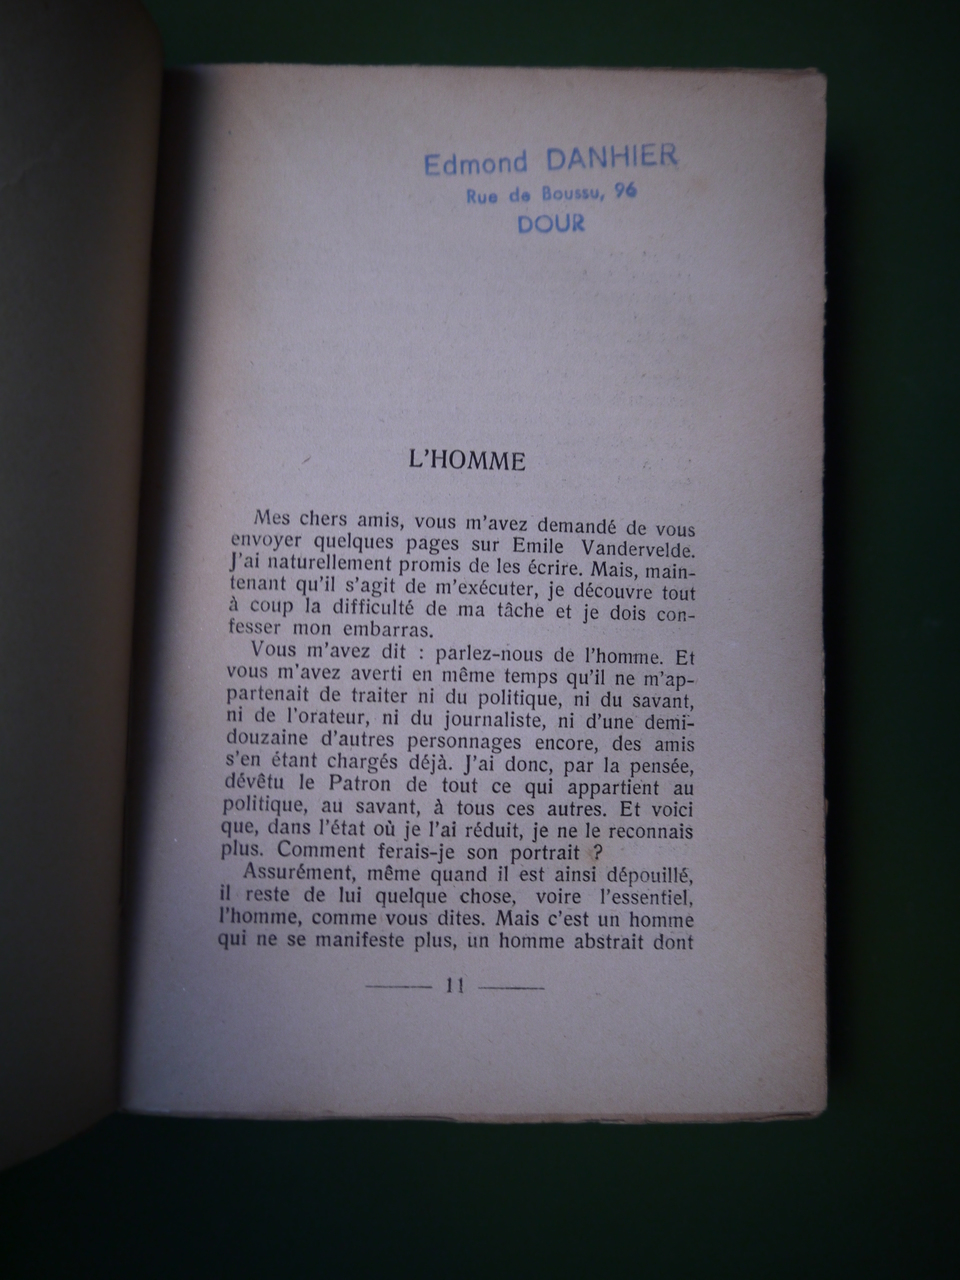 Edmond DANHIER
Rue de Boussu, 96
DOUR
L'HOMME
Mes chers amis, vous m'avez demandé de vous
envoyer quelques pages sur Emile Vandervelde.
J'ai naturellement promis de les écrire. Mais, main-
tenant qu'il s'agit de m'exécuter, je découvre tout
à coup la difficulté de ma tâche et je dois con-
fesser mon embarras.
Vous m'avez dit : parlez-nous de l'homme. Et
vous m'avez averti en même temps qu'il ne m'ap-
partenait de traiter ni du politique, ni du savant,
ni de l'orateur, ni du journaliste, ni d'une demi-
douzaine d'autres personnages encore, des amis
s'en étant chargés déjà. J'ai donc, par la pensée,
dévêtu le Patron de tout ce qui appartient au
politique, au savant, à tous ces autres. Et voici
que, dans l'état où je l'ai réduit, je ne le reconnais
plus. Comment ferais-je son portrait ?
Assurément, même quand il est ainsi dépouillé,
il reste de lui quelque chose, voire l'essentiel,
l'homme, comme vous dites. Mais c'est un homme
qui ne se manifeste plus, un homme abstrait dont
11